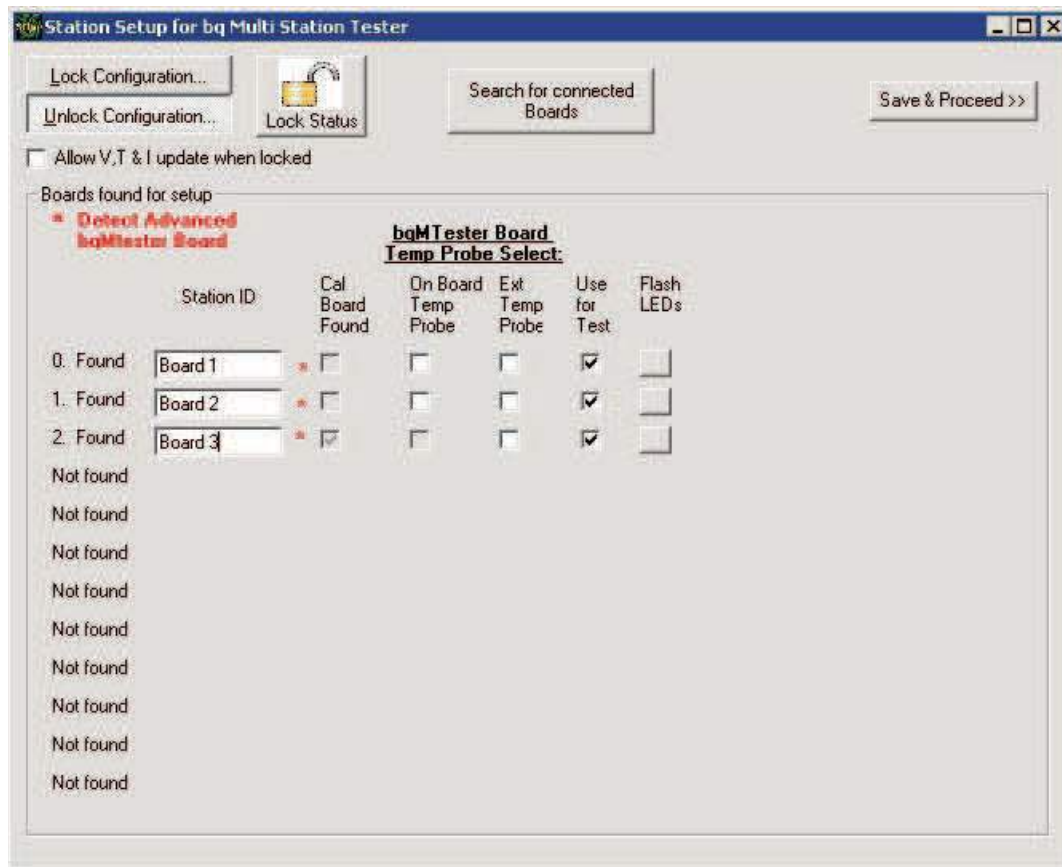 Station Setup for bq Multi Station Tester
Lock Configuration...
Unlock Configuration...
Lock Status
Search for connected
Boards
Save & Proceed >>
Allow V,T & I update when locked
Boards found for setup
* Detect Advanced
bqMtester Board
bqMTester Board
Temp Probe Select:
Station ID
Cal
Board
Found
On Board
Temp
Probe
Ext
Temp
Probe
Use
for
Test
Flash
LEDs
0. Found Board 1 *
1. Found Board 2 *
2. Found Board 3 *
Not found
Not found
Not found
Not found
Not found
Not found
Not found
Not found
Not found